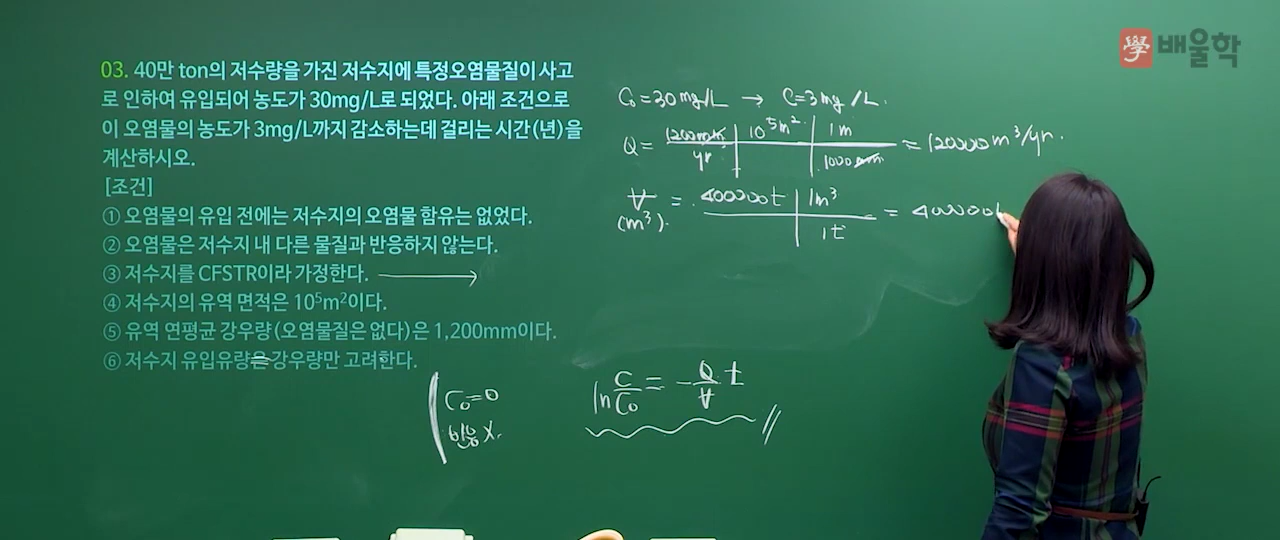 學 배울학
03. 40만 ton의 저수량을 가진 저수지에 특정오염물질이 사고
로 인하여 유입되어 농도가 30mg/L로 되었다. 아래 조건으로
이 오염물의 농도가 3mg/L까지 감소하는데 걸리는 시간(년)을
계산하시오.
[조건]
① 오염물의 유입 전에는 저수지의 오염물 함유는 없었다.
② 오염물은 저수지 내 다른 물질과 반응하지 않는다.
③ 저수지를 CFSTR이라 가정한다. →
④ 저수지의 유역 면적은 10⁵m²이다.
⑤ 유역 연평균 강우량(오염물질은 없다)은 1,200mm이다.
⑥ 저수지 유입유량은 강우량만 고려한다.
C₀=30mg/L → C=3mg/L.
Q= 1200mm 10⁵m² 1m
yr 1000mm
= 120000m³/yr.
V = 400000t 1m³
(m³). 1t
= 400000
C₀=0
반응 X.
ln C/C₀ = -Q/V t